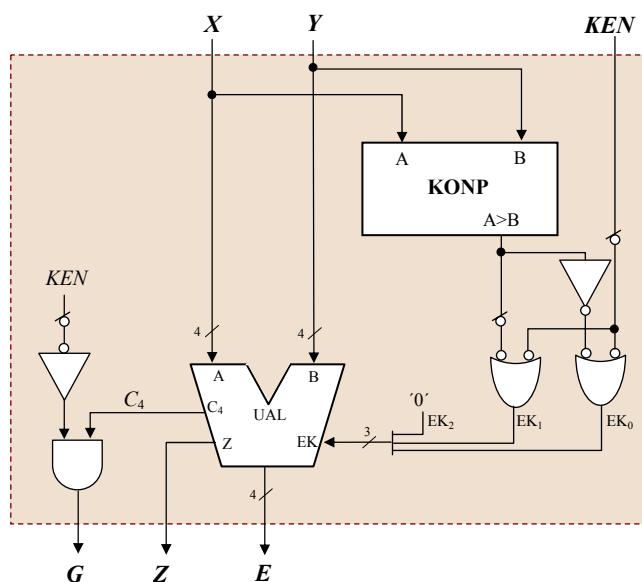 X Y KEN
A B
KONP
A>B
KEN
4 4
A B
C4 C4 UAL '0'
Z EK 3 EK2 EK1 EK0
4
G Z E